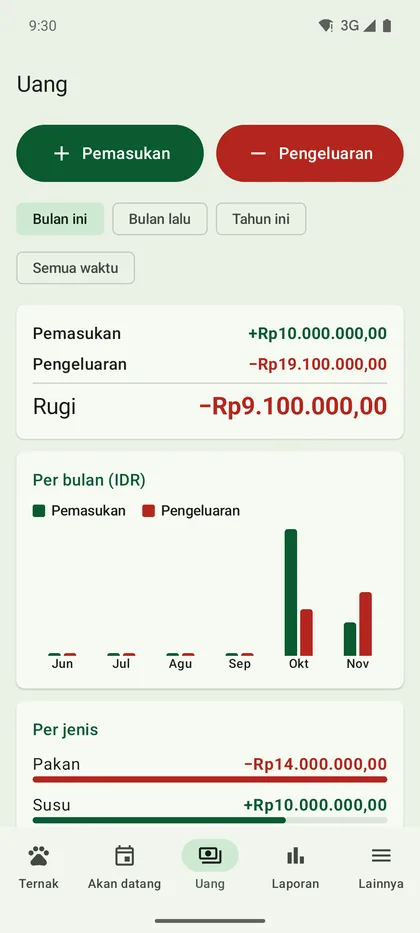 9:30
3G
Uang
+ Pemasukan
− Pengeluaran
Bulan ini
Bulan lalu
Tahun ini
Semua waktu
Pemasukan +Rp10.000.000,00
Pengeluaran −Rp19.100.000,00
Rugi −Rp9.100.000,00
Per bulan (IDR)
Pemasukan Pengeluaran
Jun Jul Agu Sep Okt Nov
Per jenis
Pakan −Rp14.000.000,00
Susu +Rp10.000.000,00
Ternak Akan datang Uang Laporan Lainnya